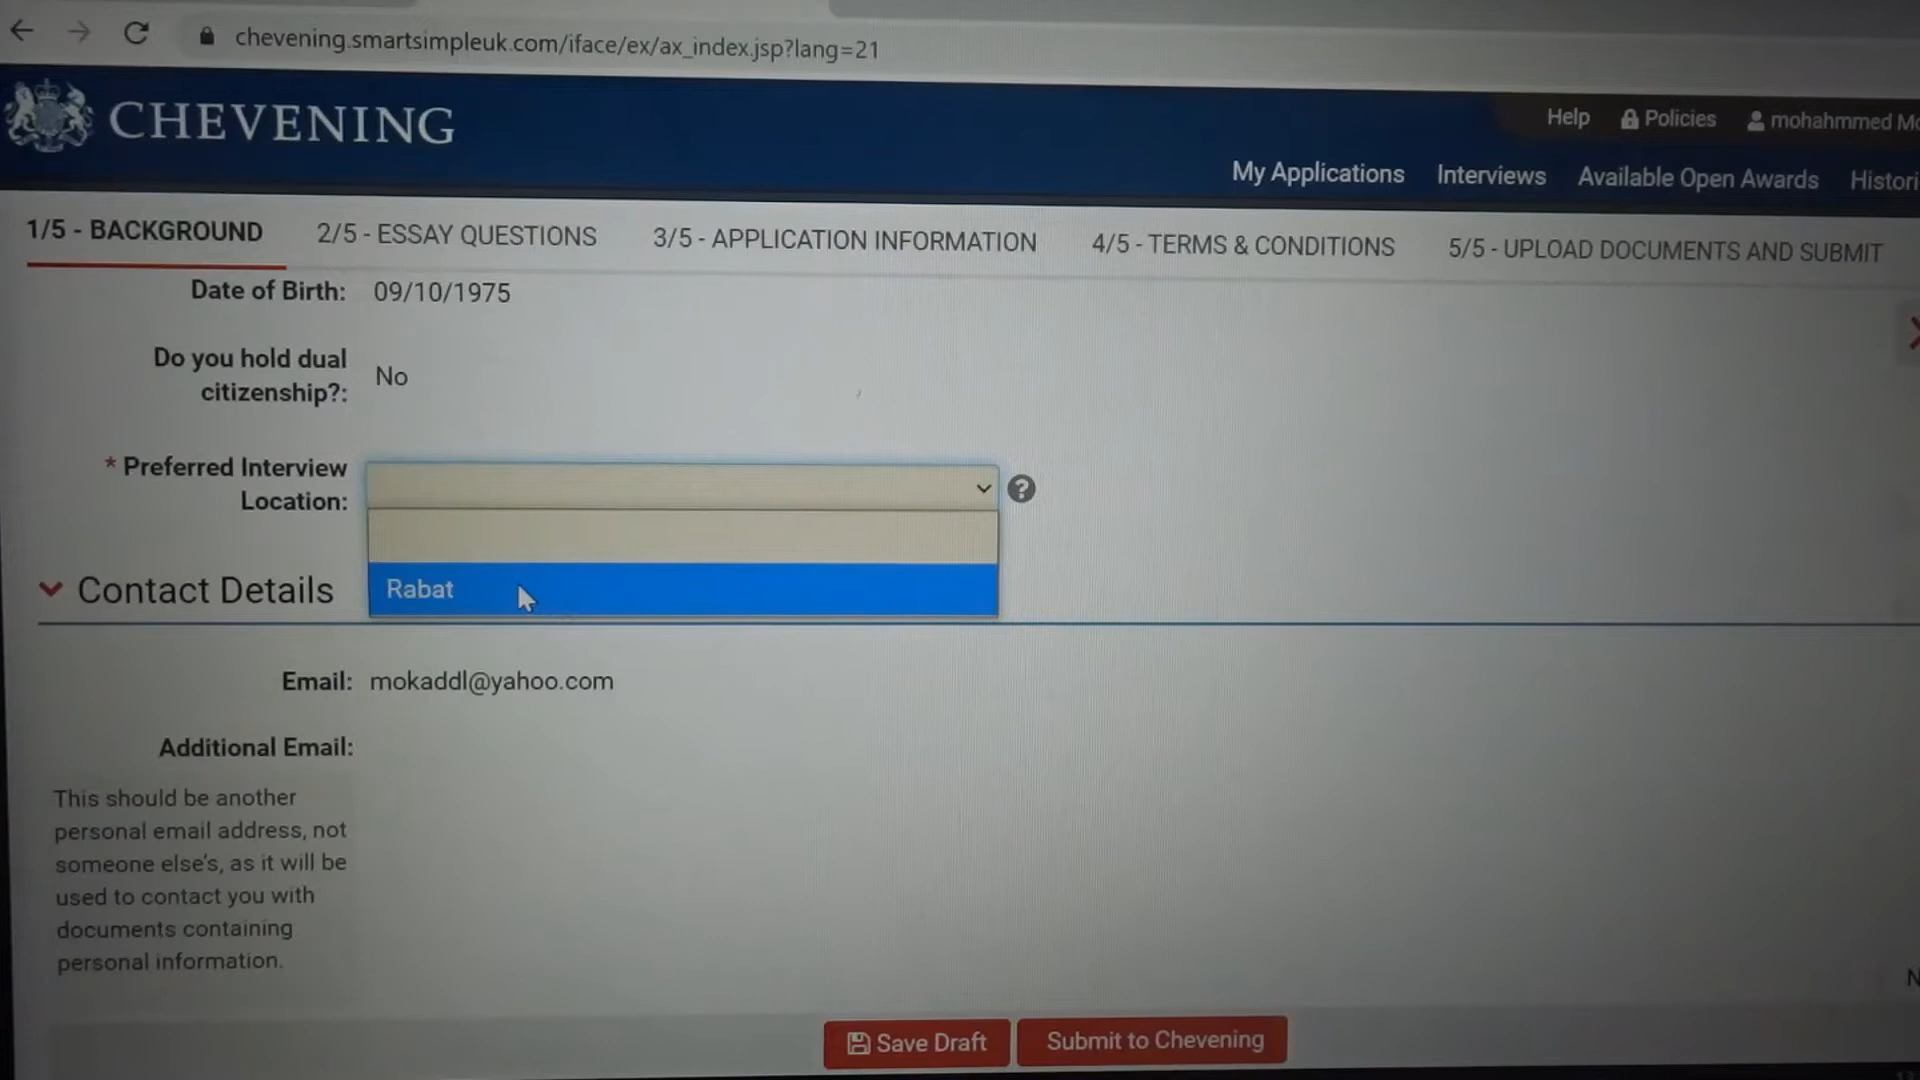 chevening.smartsimpleuk.com/iface/ex/ax_index.jsp?lang=21
CHEVENING
Help Policies mohahmmed Mo
My Applications Interviews Available Open Awards Histori
1/5 - BACKGROUND 2/5 - ESSAY QUESTIONS 3/5 - APPLICATION INFORMATION 4/5 - TERMS & CONDITIONS 5/5 - UPLOAD DOCUMENTS AND SUBMIT
Date of Birth: 09/10/1975
Do you hold dual
citizenship?: No
* Preferred Interview
Location:
?
Rabat
Contact Details
Email: mokaddl@yahoo.com
Additional Email:
This should be another
personal email address, not
someone else's, as it will be
used to contact you with
documents containing
personal information.
N
Save Draft Submit to Chevening